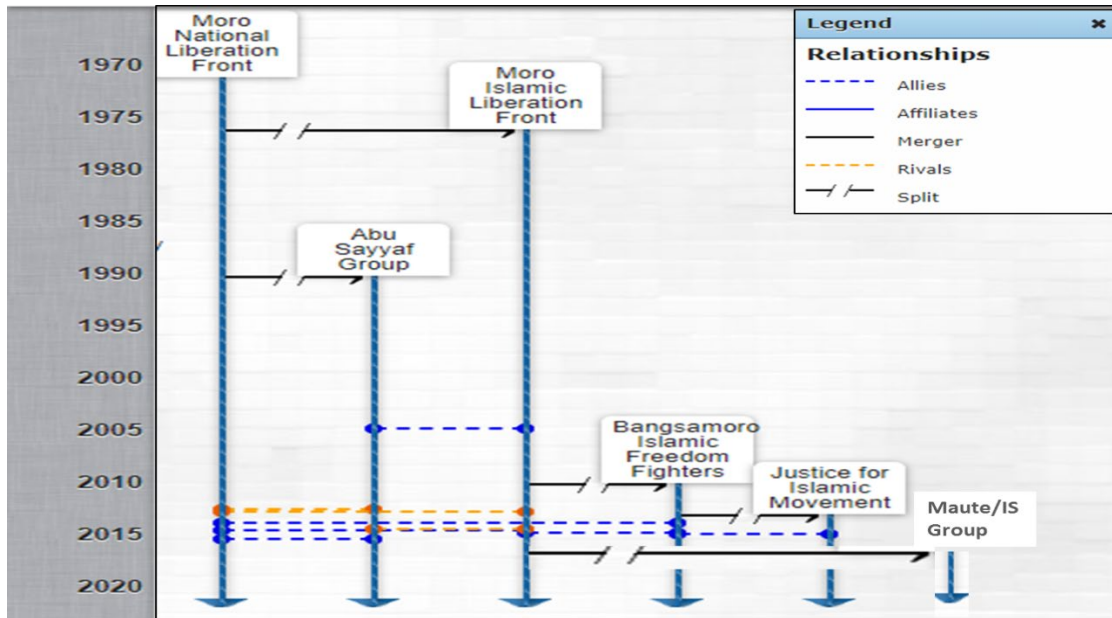 Moro
National
Liberation
Front
1970
1975
1980
1985
1990
1995
2000
2005
2010
2015
2020
Moro
Islamic
Liberation
Front
Abu
Sayyaf
Group
Bangsamoro
Islamic
Freedom
Fighters
Justice for
Islamic
Movement
Maute/IS
Group
Legend ×
Relationships
Allies
Affiliates
Merger
Rivals
Split